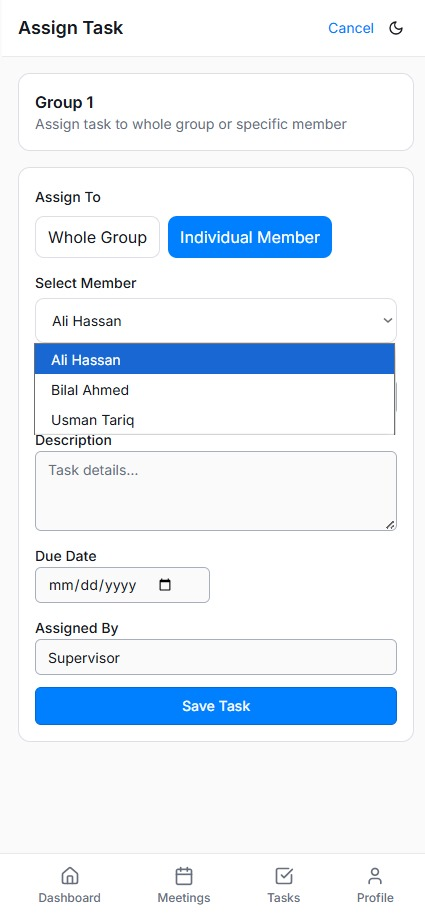 Assign Task
Cancel
Group 1
Assign task to whole group or specific member
Assign To
Whole Group
Individual Member
Select Member
Ali Hassan
Ali Hassan
Bilal Ahmed
Usman Tariq
Description
Task details...
Due Date
mm/dd/yyyy
Assigned By
Supervisor
Save Task
Dashboard
Meetings
Tasks
Profile